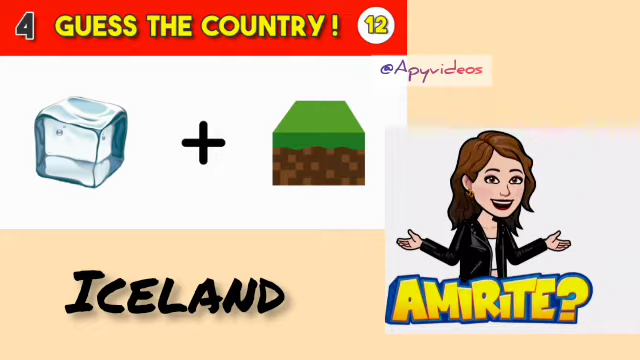 4 GUESS THE COUNTRY! 12
@Apyvideos
+
ICELAND
AMIRITE?